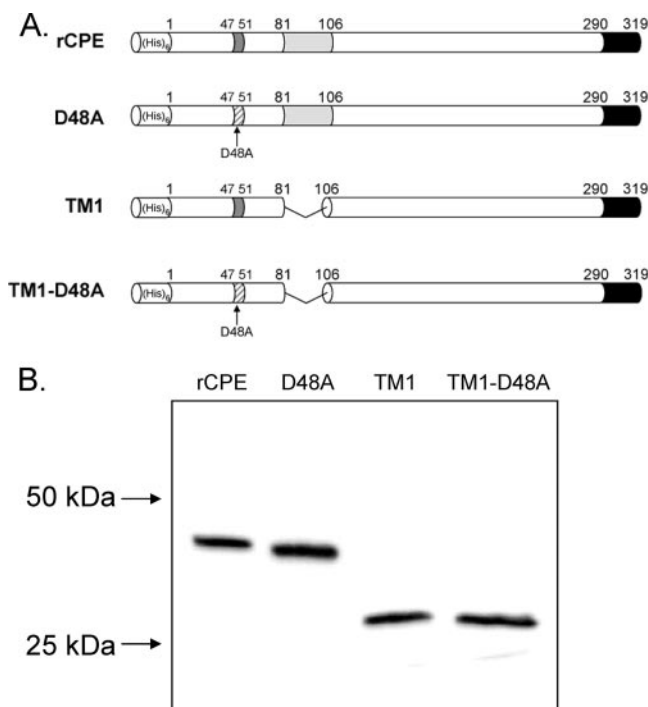 A.
1 47 51 81 106 290 319
rCPE (His)6
1 47 51 81 106 290 319
D48A (His)6
D48A
1 47 51 81 106 290 319
TM1 (His)6
1 47 51 81 106 290 319
TM1-D48A (His)6
D48A
B.
rCPE D48A TM1 TM1-D48A
50 kDa
25 kDa